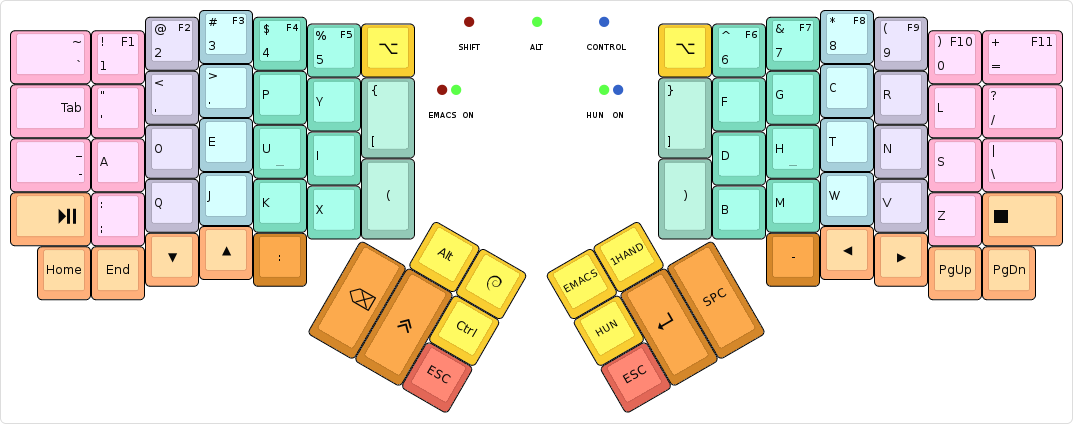 ~ ! F1 @ F2 # F3 $ F4 % F5 ⌥
` 1 2 3 4 5
SHIFT ALT CONTROL
⌥ ^ F6 & F7 * F8 ( F9 ) F10 + F11
6 7 8 9 0 =
Tab " < > P Y {
' , . [
EMACS ON
HUN ON
} F G C R L ?
] /
_ A O E U _ I
-
D H _ T N S |
\
: Q J K X (
;
) B M W V Z
Home End ▼ ▲ :
- ◀ ▶ PgUp PgDn
Alt
Ctrl
ESC
EMACS 1HAND
HUN SPC
ESC